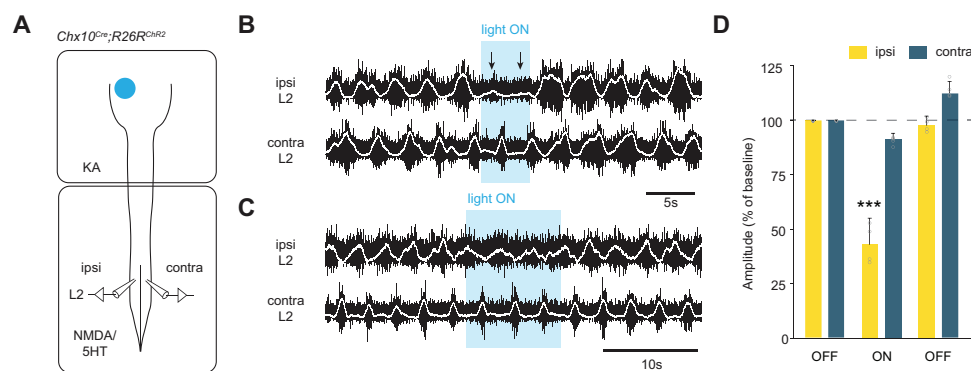 A
Chx10Cre;R26RChR2
KA
ipsi
contra
L2
NMDA/
5HT
B
light ON
ipsi
L2
contra
L2
5s
C
light ON
ipsi
L2
contra
L2
10s
D
ipsi
contra
Amplitude (% of baseline)
125
100
75
50
25
0
***
OFF
ON
OFF